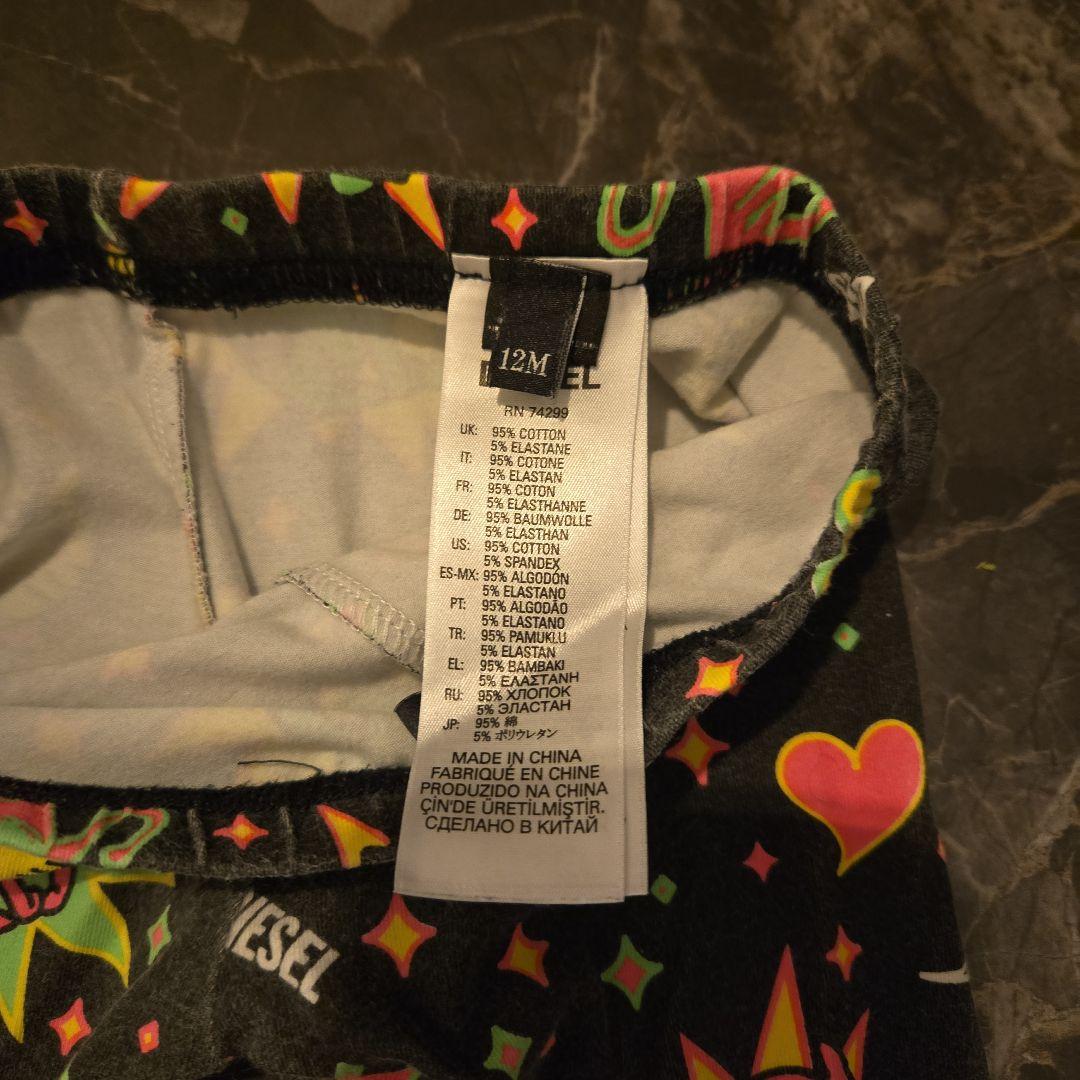 12M
RN 74299
UK: 95% COTTON
5% ELASTANE
IT: 95% COTONE
5% ELASTAN
FR: 95% COTON
5% ELASTHANNE
DE: 95% BAUMWOLLE
5% ELASTHAN
US: 95% COTTON
5% SPANDEX
ES-MX: 95% ALGODÓN
5% ELASTANO
PT: 95% ALGODÃO
5% ELASTANO
TR: 95% PAMUKLU
5% ELASTAN
EL: 95% BAMBAKI
5% ΕΛΑΣΤΑΝΗ
RU: 95% ХЛОПОК
5% ЭЛАСТАН
JP: 95% 綿
5% ポリウレタン
MADE IN CHINA
FABRIQUÉ EN CHINE
PRODUZIDO NA CHINA
ÇIN'DE ÜRETİLMİŞTİR.
СДЕЛАНО В КИТАЙ
IESEL